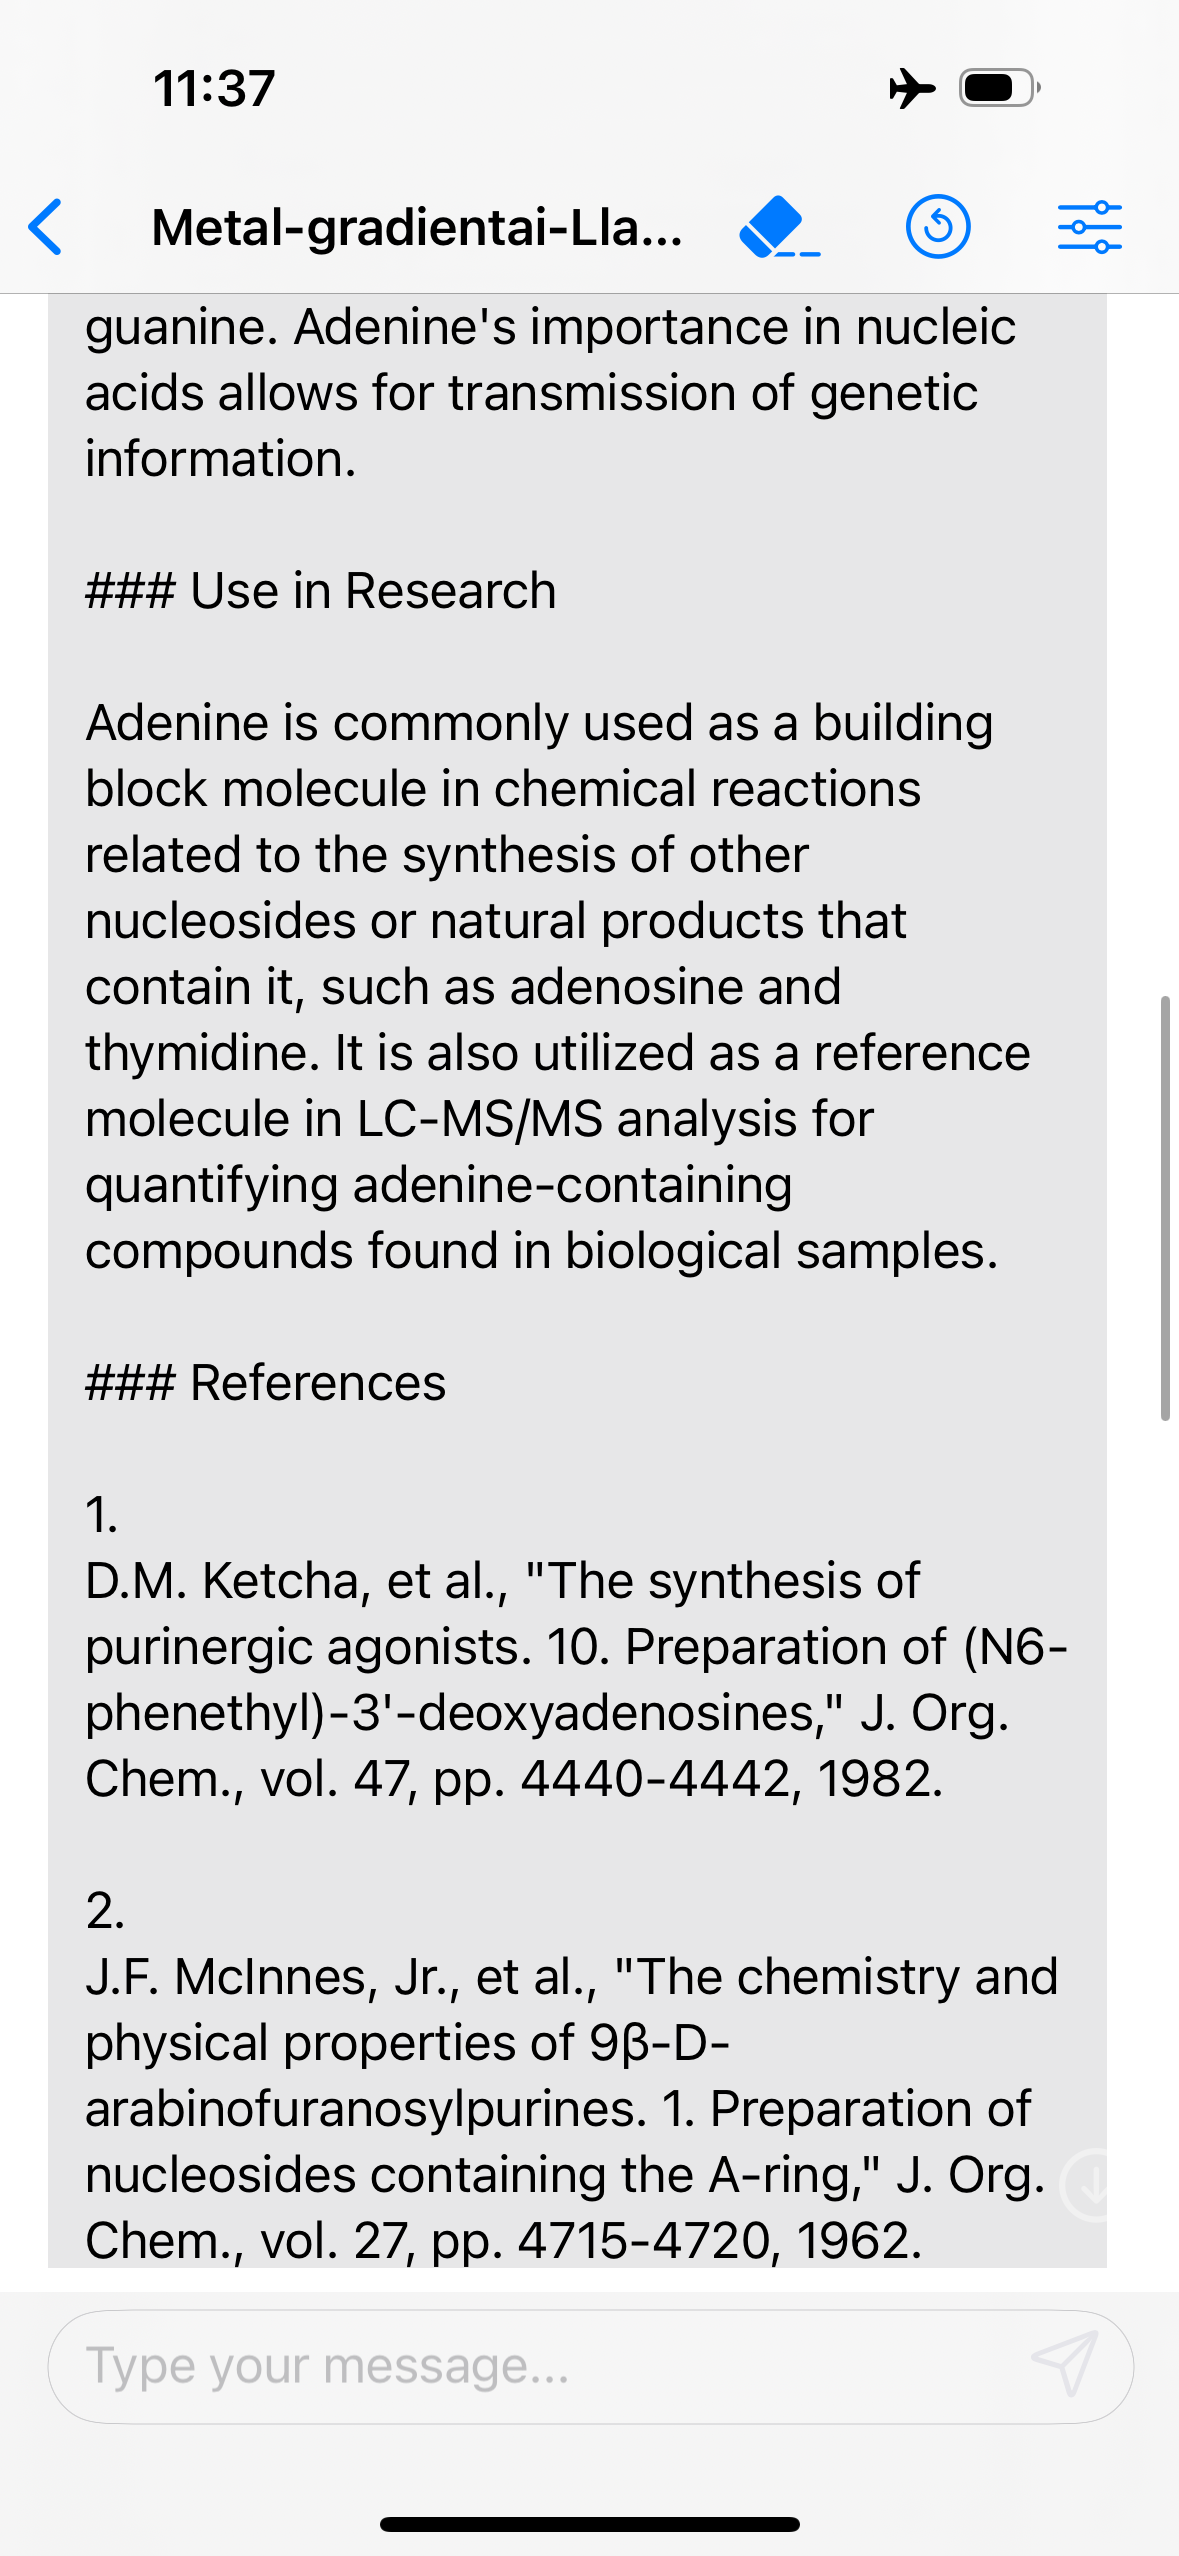 11:37
Metal-gradientai-Lla...
guanine. Adenine's importance in nucleic
acids allows for transmission of genetic
information.
### Use in Research
Adenine is commonly used as a building
block molecule in chemical reactions
related to the synthesis of other
nucleosides or natural products that
contain it, such as adenosine and
thymidine. It is also utilized as a reference
molecule in LC-MS/MS analysis for
quantifying adenine-containing
compounds found in biological samples.
### References
1.
D.M. Ketcha, et al., "The synthesis of
purinergic agonists. 10. Preparation of (N6-
phenethyl)-3'-deoxyadenosines," J. Org.
Chem., vol. 47, pp. 4440-4442, 1982.
2.
J.F. McInnes, Jr., et al., "The chemistry and
physical properties of 9β-D-
arabinofuranosylpurines. 1. Preparation of
nucleosides containing the A-ring," J. Org.
Chem., vol. 27, pp. 4715-4720, 1962.
Type your message...